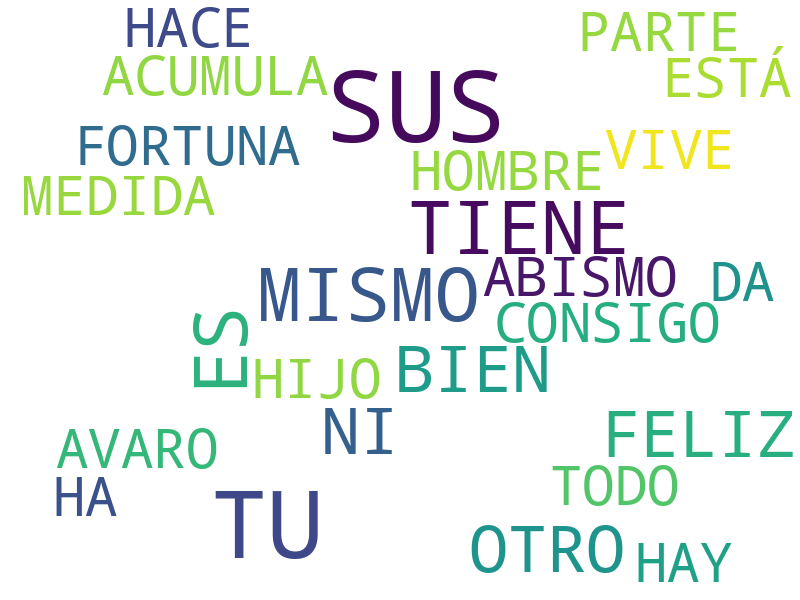 HACE
PARTE
ACUMULA
ESTÁ
SUS
FORTUNA
VIVE
HOMBRE
MEDIDA
TIENE
ABISMO
DA
MISMO
CONSIGO
ES
BIEN
HIJO
NI
FELIZ
AVARO
TODO
HA
TU
OTRO
HAY